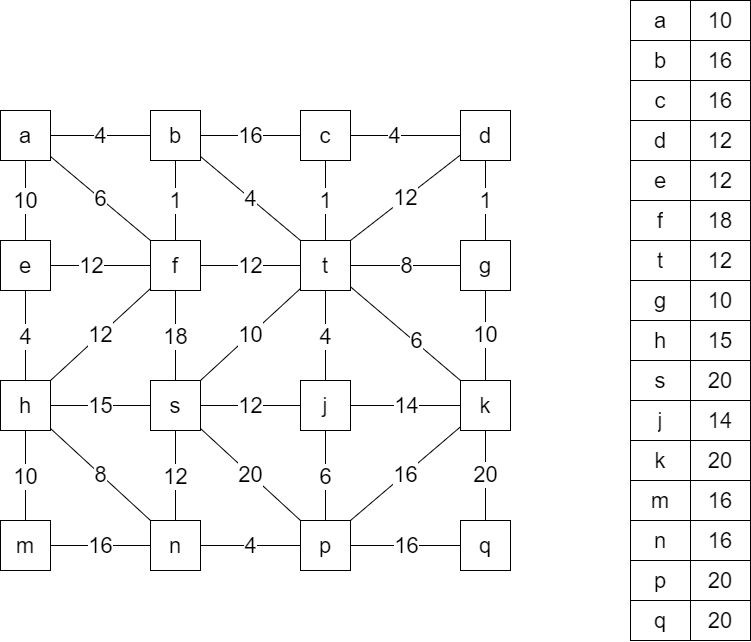 a 10
b 16
c 16
d 12
e 12
f 18
t 12
g 10
h 15
s 20
j 14
k 20
m 16
n 16
p 20
q 20
a 4 b 16 c 4 d
10 6 1 4 1 12 1
e 12 f 12 t 8 g
4 12 18 10 4 6 10
h 15 s 12 j 14 k
10 8 12 20 6 16 20
m 16 n 4 p 16 q